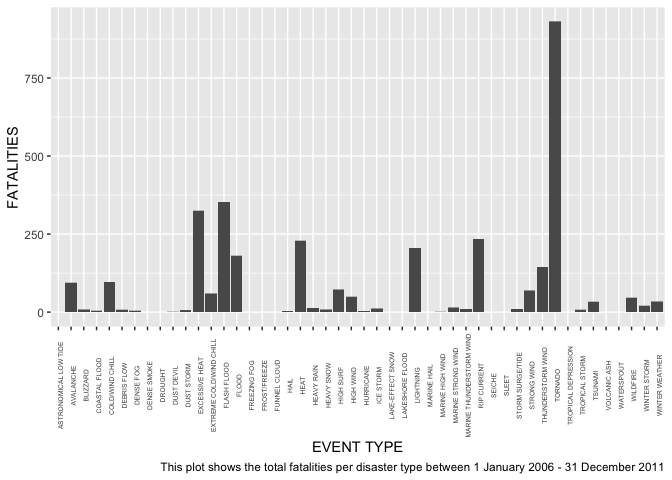 FATALITIES
750
500
250
0
ASTRONOMICAL LOW TIDE
AVALANCHE
BLIZZARD
COASTAL FLOOD
COLD/WIND CHILL
DEBRIS FLOW
DENSE FOG
DENSE SMOKE
DROUGHT
DUST DEVIL
DUST STORM
EXCESSIVE HEAT
EXTREME COLD/WIND CHILL
FLASH FLOOD
FLOOD
FREEZING FOG
FROST/FREEZE
FUNNEL CLOUD
HAIL
HEAT
HEAVY RAIN
HEAVY SNOW
HIGH SURF
HIGH WIND
HURRICANE
ICE STORM
LAKE-EFFECT SNOW
LAKESHORE FLOOD
LIGHTNING
MARINE HAIL
MARINE HIGH WIND
MARINE STRONG WIND
MARINE THUNDERSTORM WIND
RIP CURRENT
SEICHE
SLEET
STORM SURGE/TIDE
STRONG WIND
THUNDERSTORM WIND
TORNADO
TROPICAL DEPRESSION
TROPICAL STORM
TSUNAMI
VOLCANIC ASH
WATERSPOUT
WILDFIRE
WINTER STORM
WINTER WEATHER
EVENT TYPE
This plot shows the total fatalities per disaster type between 1 January 2006 - 31 December 2011